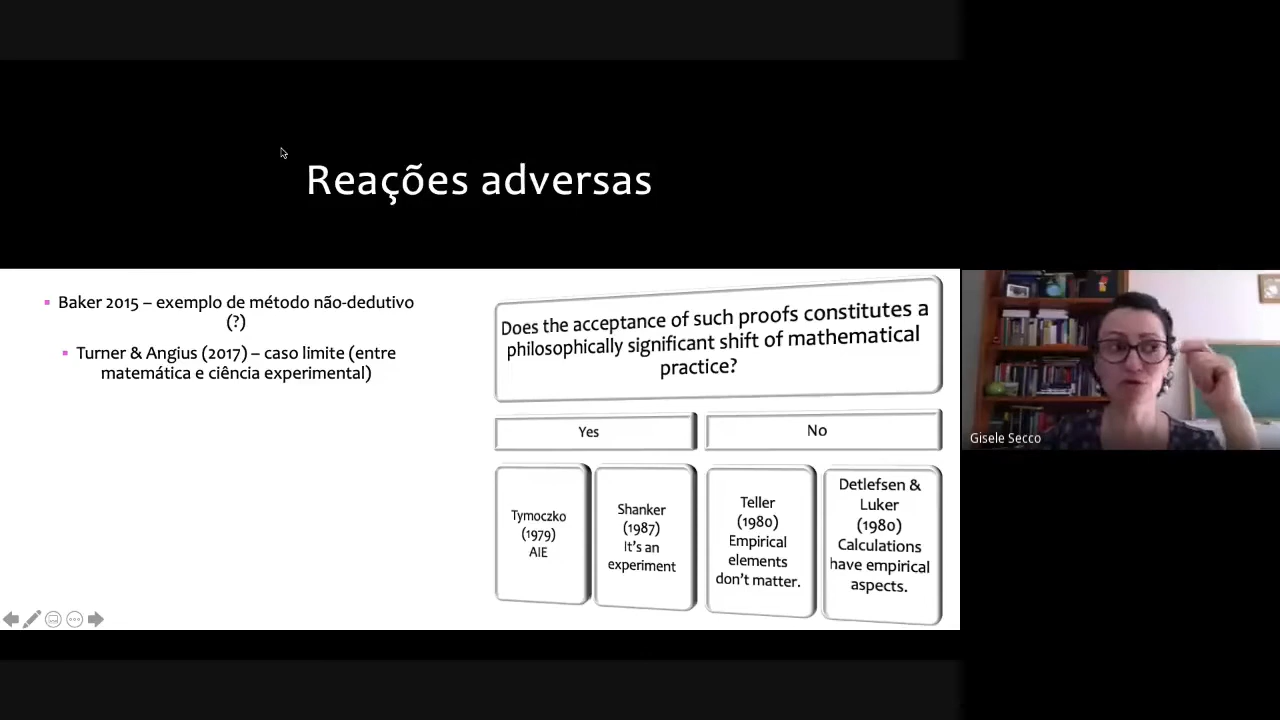 Reações adversas
Baker 2015 – exemplo de método não-dedutivo
(?)
Turner & Angius (2017) – caso limite (entre
matemática e ciência experimental)
Does the acceptance of such proofs constitutes a
philosophically significant shift of mathematical
practice?
Yes
No
Tymoczko
(1979)
AIE
Shanker
(1987)
It's an
experiment
Teller
(1980)
Empirical
elements
don't matter.
Detlefsen &
Luker
(1980)
Calculations
have empirical
aspects.
Gisele Secco